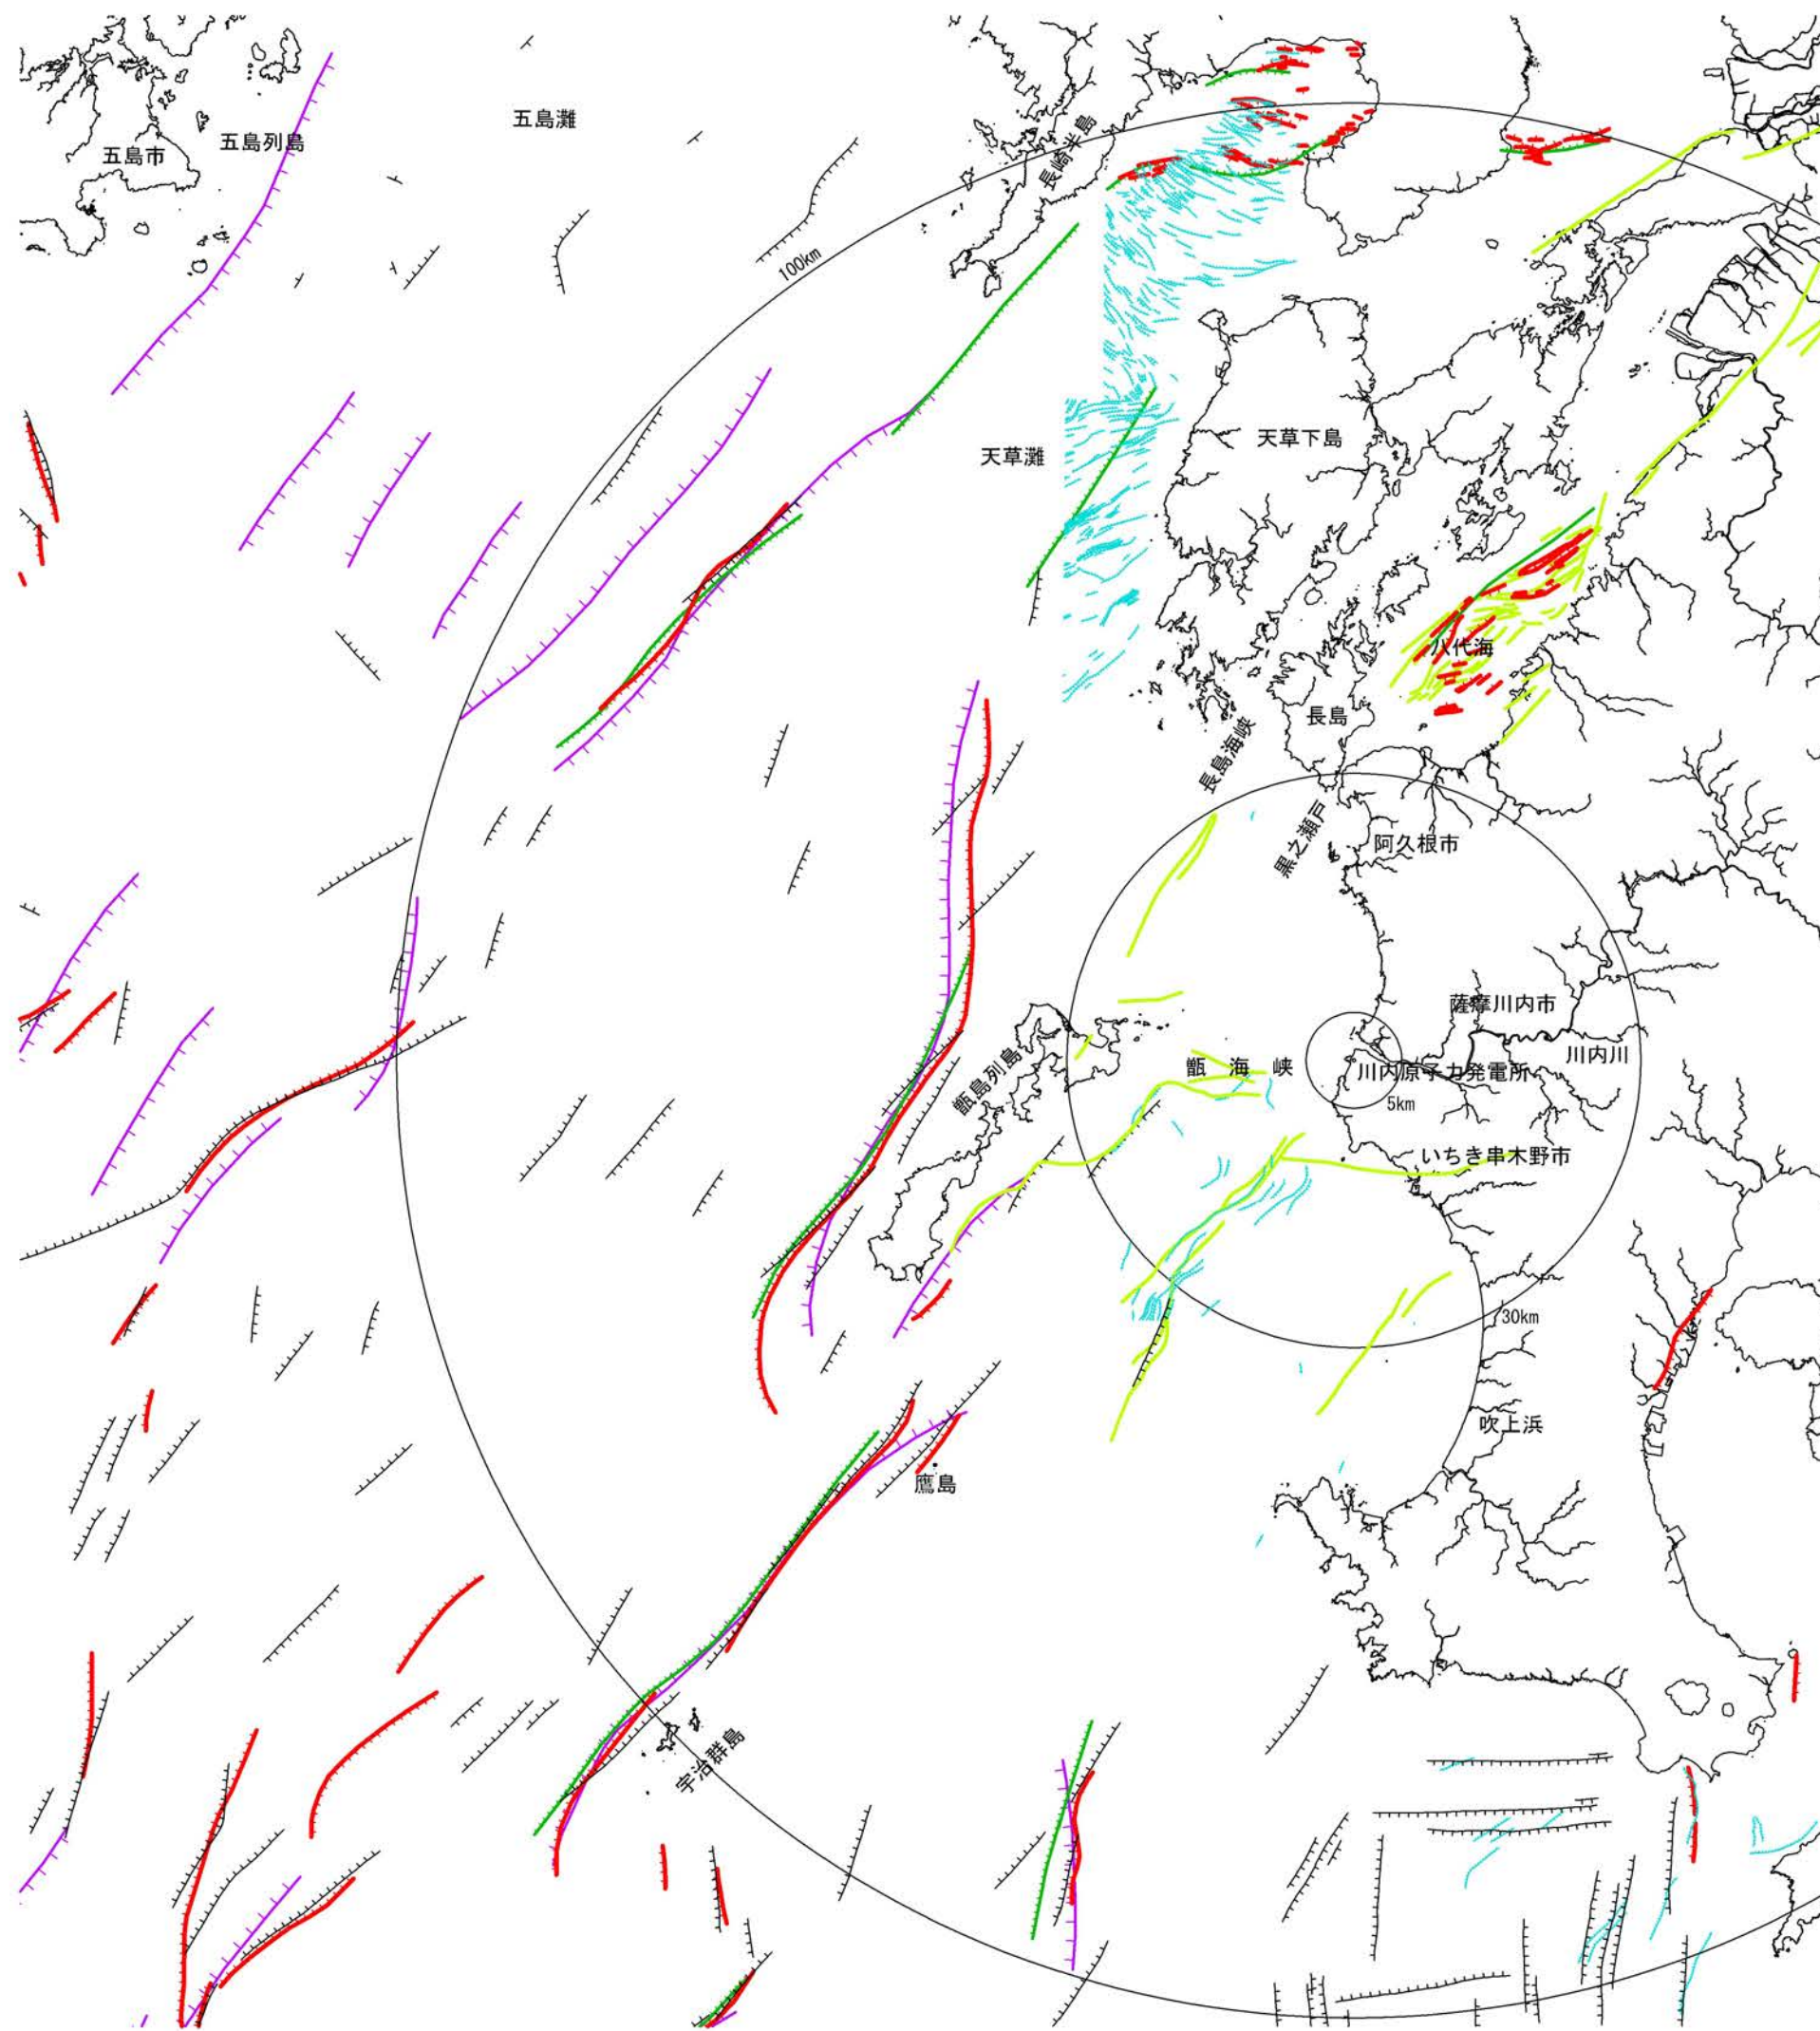 五島灘
長崎半島
五島列島
五島市
100km
天草下島
天草灘
八代海
長島
長島海峡
黒之瀬戸
阿久根市
薩摩川内市
川内川
甑海峡
川内原子力発電所
甑島列島
5km
いちき串木野市
30km
吹上浜
鷹島
宇治群島